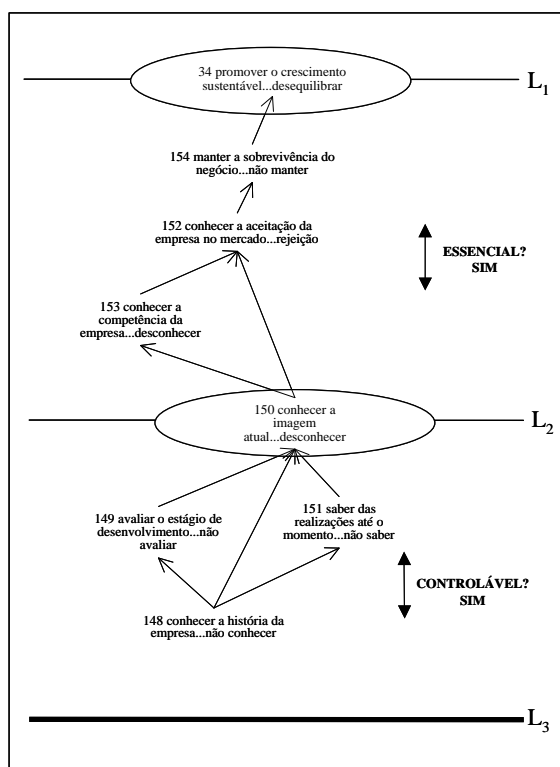 34 promover o crescimento
sustentável...desequilibrar
L1
154 manter a sobrevivência do
negócio...não manter
152 conhecer a aceitação da
empresa no mercado...rejeição
ESSENCIAL?
SIM
153 conhecer a
competência da
empresa...desconhecer
150 conhecer a
imagem
atual...desconhecer
L2
149 avaliar o estágio de
desenvolvimento...não
avaliar
151 saber das
realizações até o
momento...não saber
CONTROLÁVEL?
SIM
148 conhecer a história da
empresa...não conhecer
L3